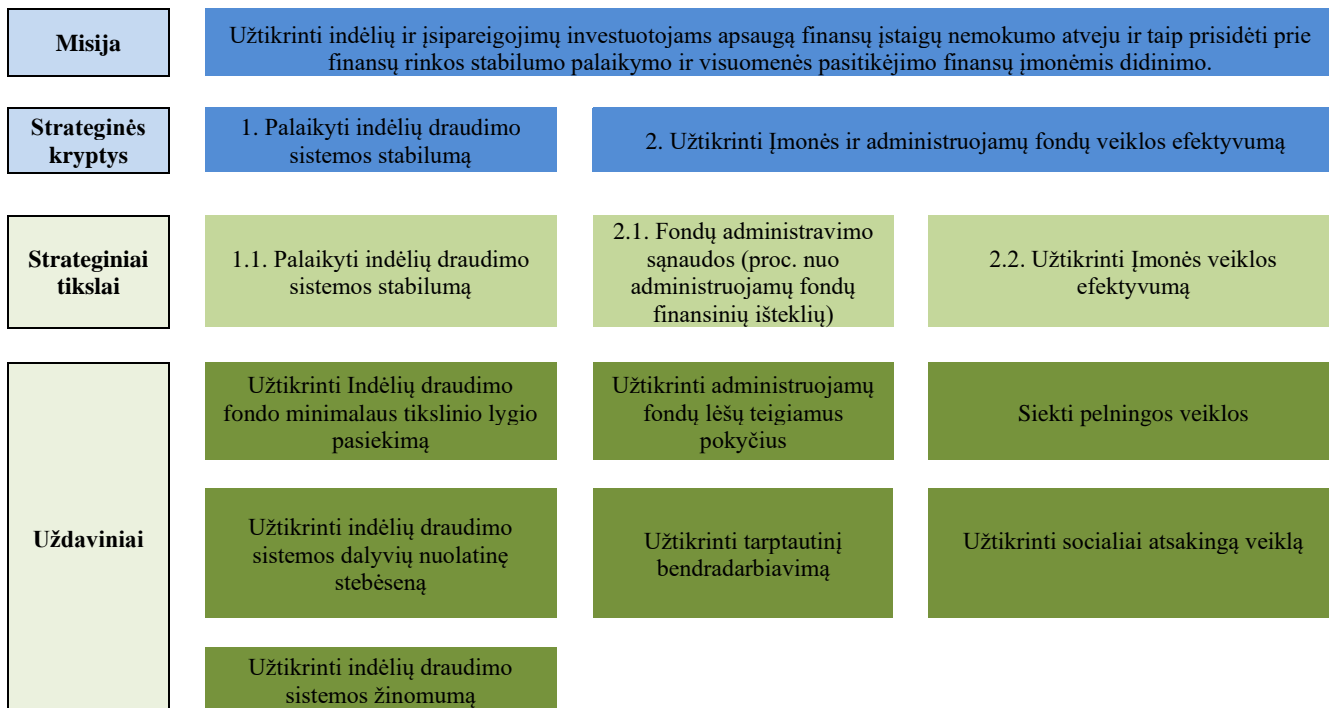 Misija
Užtikrinti indėlių ir įsipareigojimų investuotojams apsaugą finansų įstaigų nemokumo atveju ir taip prisidėti prie
finansų rinkos stabilumo palaikymo ir visuomenės pasitikėjimo finansų įmonėmis didinimo.
Strateginės
kryptys
1. Palaikyti indėlių draudimo
sistemos stabilumą
2. Užtikrinti Įmonės ir administruojamų fondų veiklos efektyvumą
Strateginiai
tikslai
1.1. Palaikyti indėlių draudimo
sistemos stabilumą
2.1. Fondų administravimo
sąnaudos (proc. nuo
administruojamų fondų
finansinių išteklių)
2.2. Užtikrinti Įmonės veiklos
efektyvumą
Uždaviniai
Užtikrinti Indėlių draudimo
fondo minimalaus tikslinio lygio
pasiekimą
Užtikrinti administruojamų
fondų lėšų teigiamus
pokyčius
Siekti pelningos veiklos
Užtikrinti indėlių draudimo
sistemos dalyvių nuolatinę
stebėseną
Užtikrinti tarptautinį
bendradarbiavimą
Užtikrinti socialiai atsakingą veiklą
Užtikrinti indėlių draudimo
sistemos žinomumą